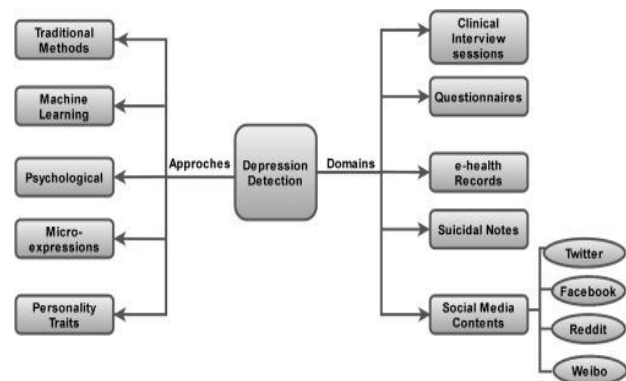 Traditional
Methods
Machine
Learning
Psychological
Micro-
expressions
Personality
Traits
Approches
Depression
Detection
Domains
Clinical
Interview
sessions
Questionnaires
e-health
Records
Suicidal Notes
Social Media
Contents
Twitter
Facebook
Reddit
Weibo